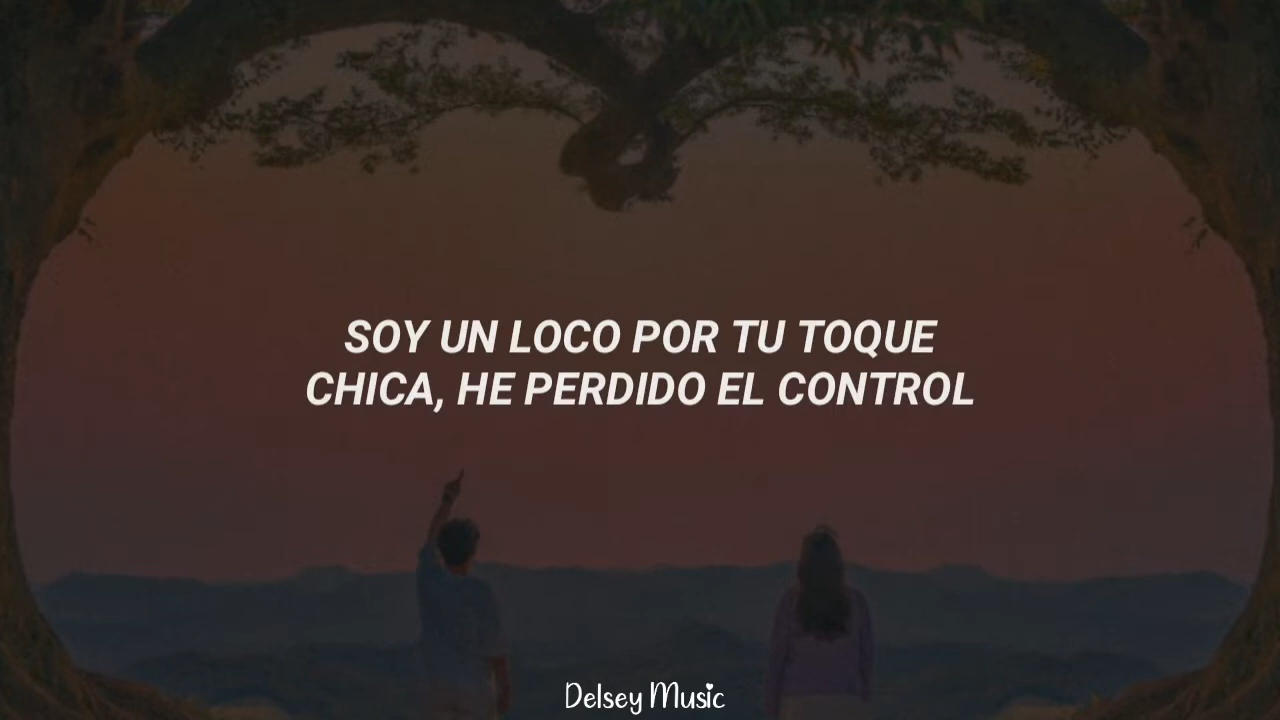 SOY UN LOCO POR TU TOQUE
CHICA, HE PERDIDO EL CONTROL
Delsey Music